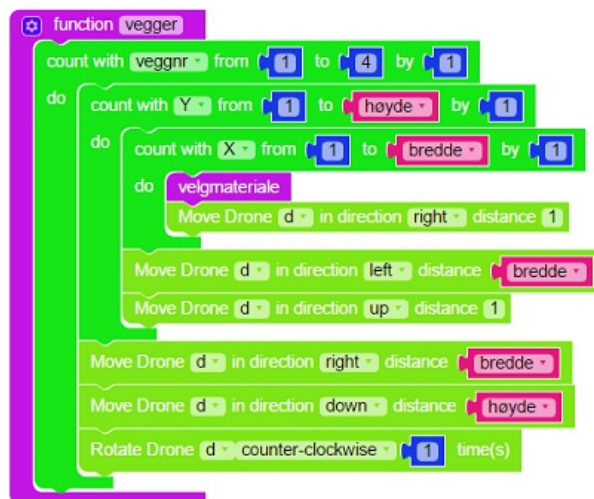 function vegger
count with veggnr from 1 to 4 by 1
do count with Y from 1 to høyde by 1
do count with X from 1 to bredde by 1
do velgmateriale
Move Drone d in direction right distance 1
Move Drone d in direction left distance bredde
Move Drone d in direction up distance 1
Move Drone d in direction right distance bredde
Move Drone d in direction down distance høyde
Rotate Drone d counter-clockwise 1 time(s)